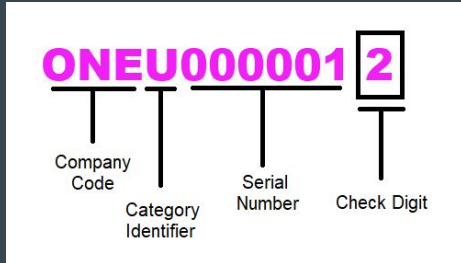 ONEU000001 2
Company
Code
Category
Identifier
Serial
Number
Check Digit